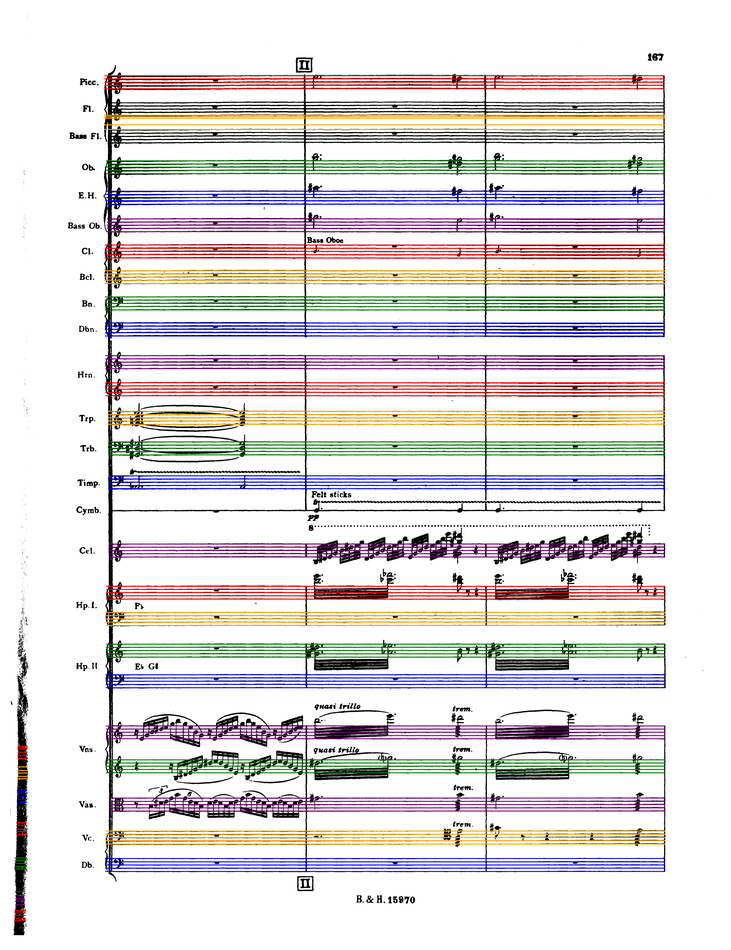 167
II
Picc.
Fl.
Bass Fl.
Ob.
E.H.
Bass Ob.
Bass Oboe
Cl.
Bcl.
Bn.
Dbn.
Hrn.
Trp.
Trb.
Timp.
Felt sticks
Cymb.
pp
8
Cel.
Hp. I.
F♭
Hp. II
E♭ G♯
quasi trillo trem.
Vns.
quasi trillo trem.
trem.
Vas.
trem.
Vc.
Db.
II
B. & H. 15970